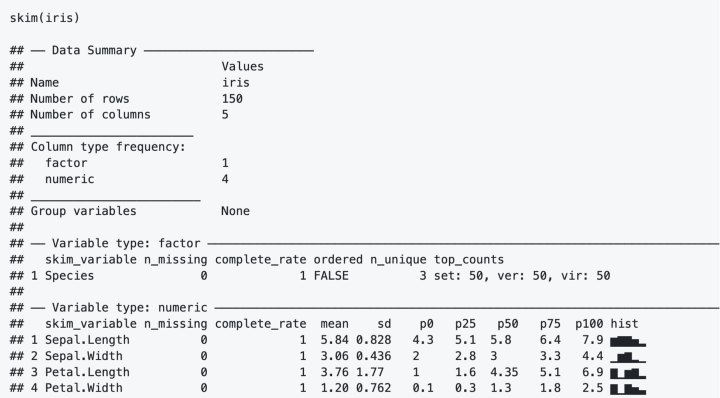 skim(iris)
## ── Data Summary ────────────────────────
##                            Values
## Name                       iris
## Number of rows             150
## Number of columns          5
## _______________________
## Column type frequency:
##   factor                   1
##   numeric                  4
## ________________________
## Group variables            None
##
## ── Variable type: factor ──────────────────────────────────────────────
##   skim_variable n_missing complete_rate ordered n_unique top_counts
## 1 Species               0             1 FALSE          3 set: 50, ver: 50, vir: 50
##
## ── Variable type: numeric ─────────────────────────────────────────────
##   skim_variable n_missing complete_rate  mean    sd   p0   p25  p50   p75  p100 hist
## 1 Sepal.Length          0             1  5.84 0.828  4.3   5.1 5.8    6.4   7.9 ▆▇▇▅▂
## 2 Sepal.Width           0             1  3.06 0.436  2     2.8 3      3.3   4.4 ▁▆▇▂▁
## 3 Petal.Length          0             1  3.76 1.77   1     1.6 4.35   5.1   6.9 ▇▁▆▇▂
## 4 Petal.Width           0             1  1.20 0.762  0.1   0.3 1.3    1.8   2.5 ▇▁▇▅▃